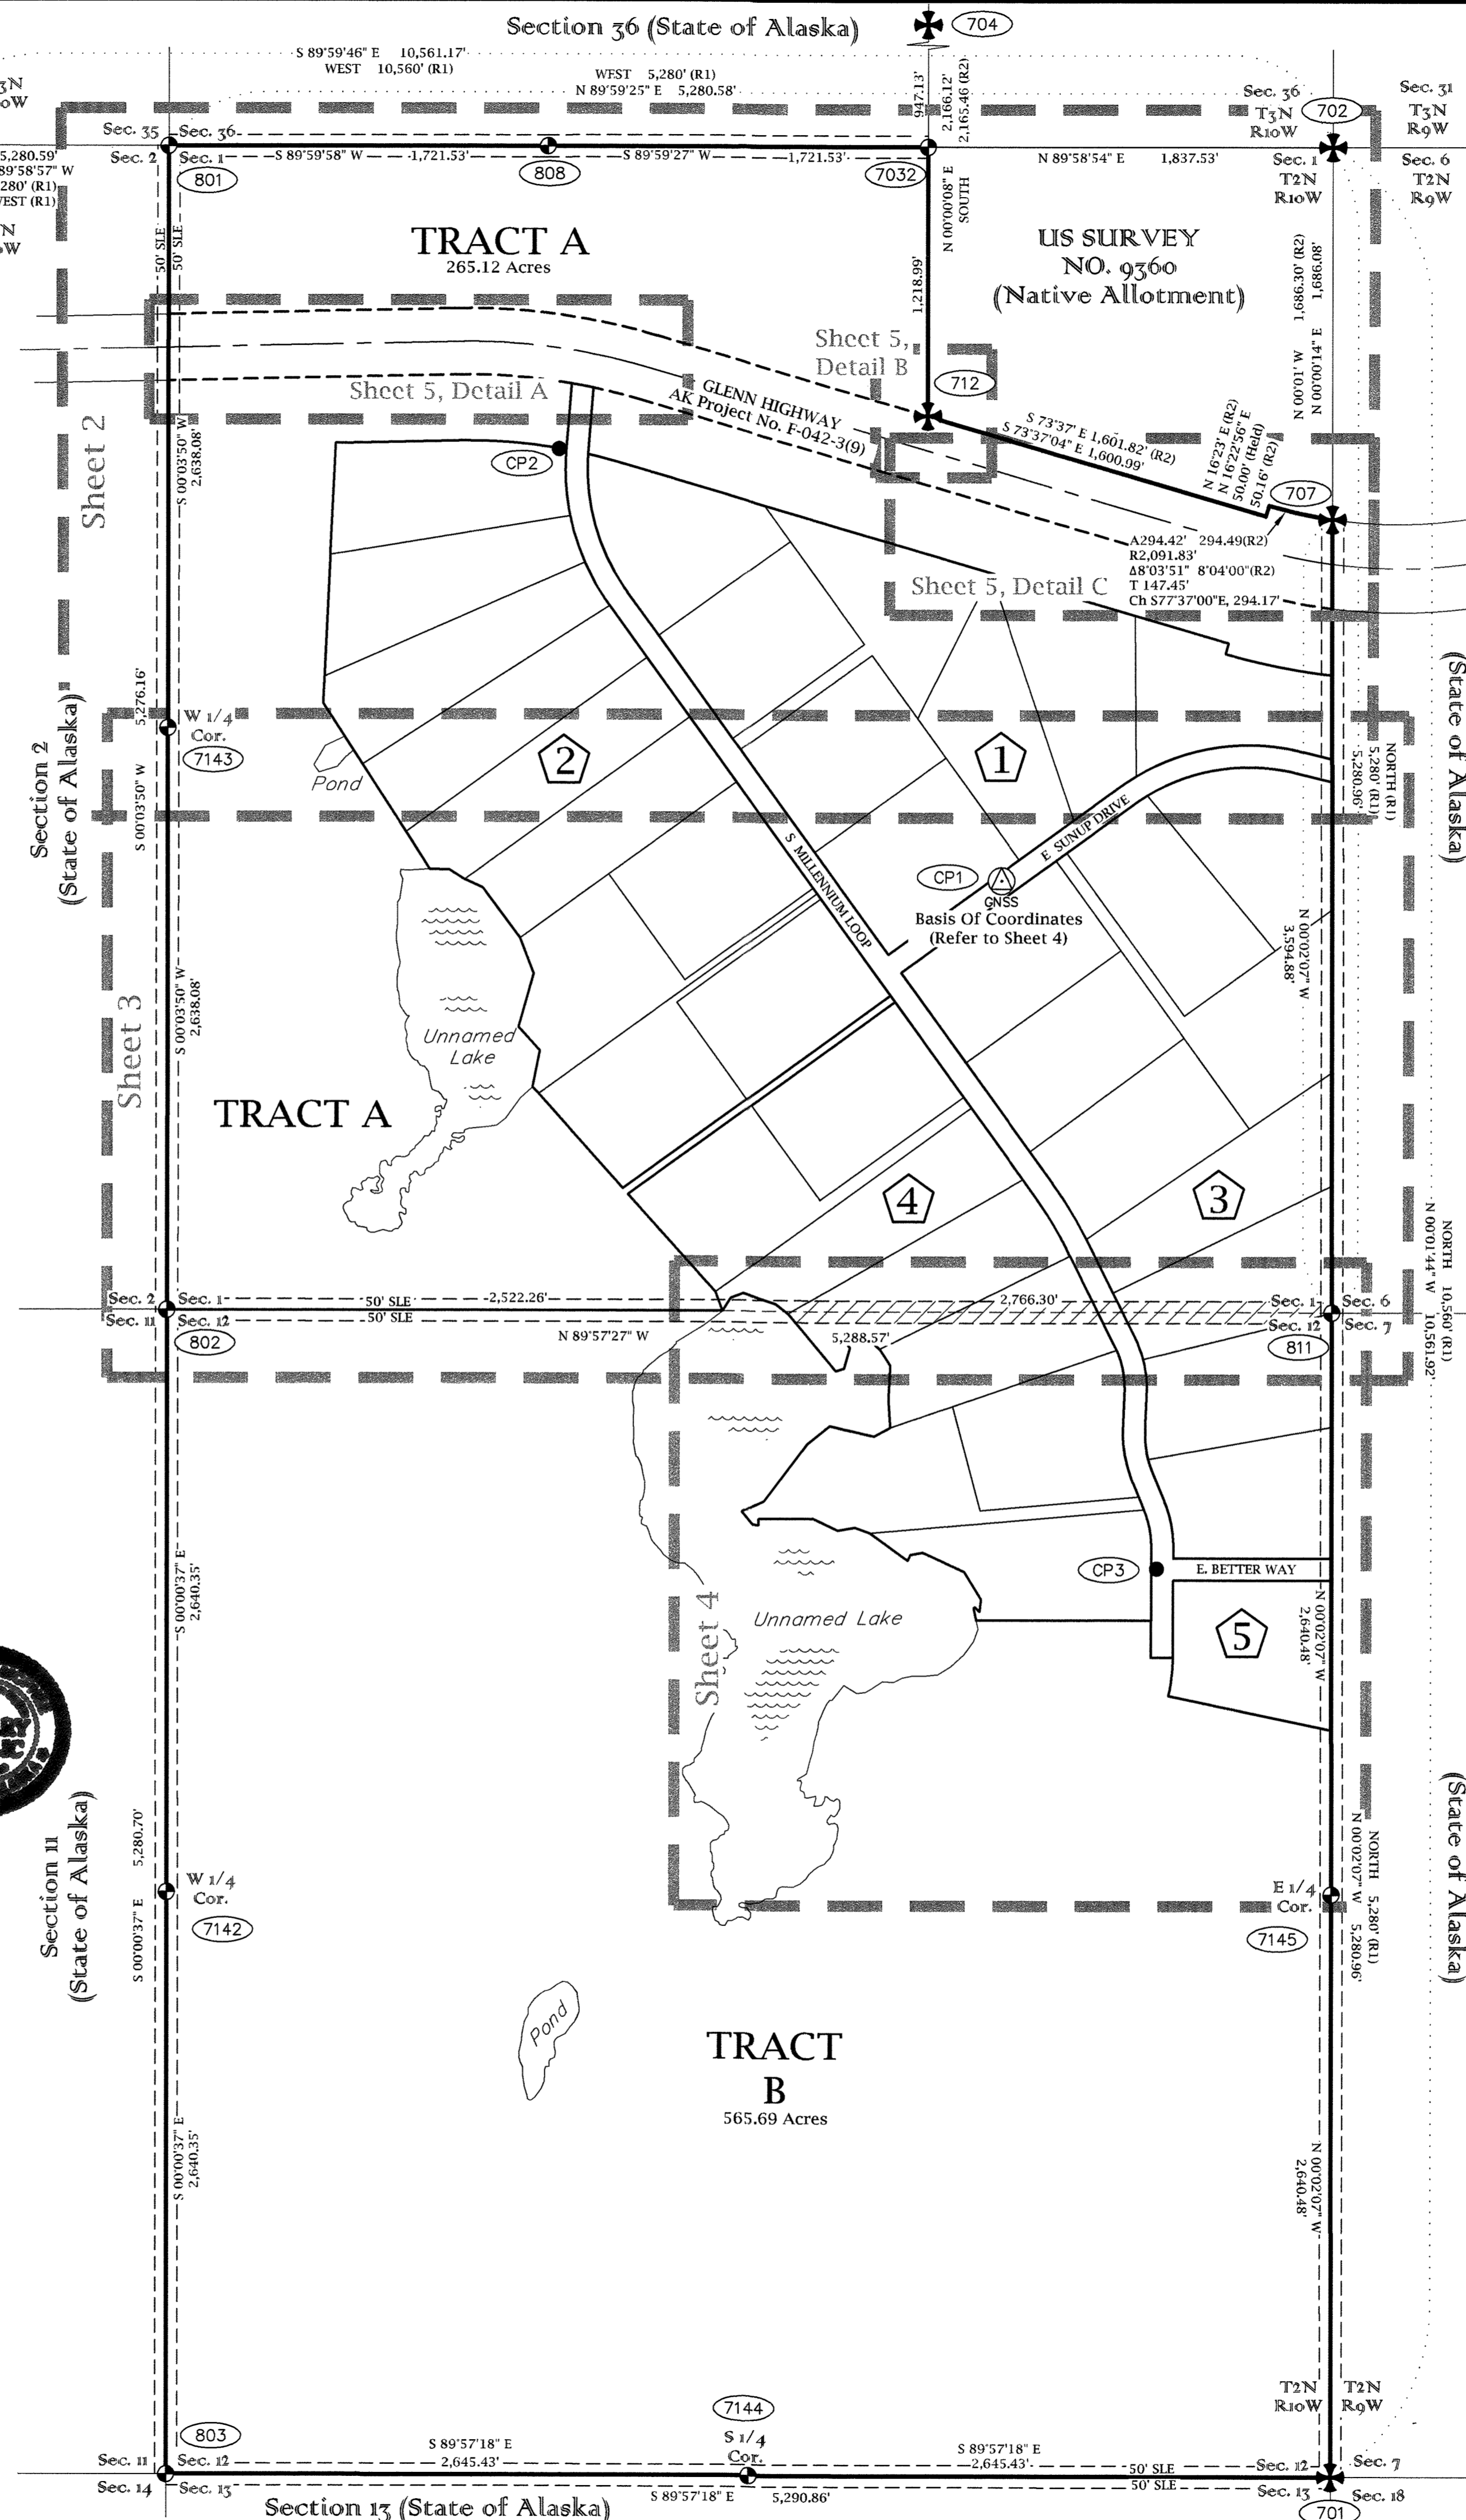 Section 36 (State of Alaska)
704
S 89°59'46" E 10,561.17'
WEST 10,560' (R1)
WEST 5,280' (R1)
N 89°59'25" E 5,280.58'
947.13'
2,166.12'
2,165.46 (R2)
Sec. 36
T3N
R10W
702
Sec. 31
T3N
R9W
Sec. 35
Sec. 36
Sec. 2
Sec. 1
S 89°59'58" W 1,721.53'
S 89°59'27" W 1,721.53'
N 89°58'54" E 1,837.53'
Sec. 1
T2N
R10W
Sec. 6
T2N
R9W
801
808
7032
5,280.59'
89°58'57" W
280' (R1)
50' SLE
50' SLE
TRACT A
265.12 Acres
N 00°00'08" E
SOUTH
1,218.99'
US SURVEY
NO. 9360
(Native Allotment)
N 00°01' W 1,686.30' (R2)
N 00°00'14" E 1,686.08'
Sheet 5,
Detail B
712
Sheet 5, Detail A
GLENN HIGHWAY
AK Project No. F-042-3(9)
S 73°37' E 1,601.82' (R2)
S 73°37'04" E 1,600.99'
N 16°23' E (R2)
N 16°22'56" E
50.00' (Held)
50.16' (R2)
707
CP2
Sheet 2
S 00°03'50" W
2,638.08'
A294.42' 294.49(R2)
R2,091.83'
Δ8°03'51" 8°04'00"(R2)
T 147.45'
Ch S77°37'00"E, 294.17'
Sheet 5, Detail C
5,276.16'
S 00°03'50" W
W 1/4
Cor.
7143
Pond
2
1
Section 2
(State of Alaska)
(State of Alaska)
NORTH (R1)
5,280' (R1)
5,280.96'
S MILLENNIUM LOOP
E. SUNUP DRIVE
CP1
GNSS
Basis Of Coordinates
(Refer to Sheet 4)
N 00°02'07" W
3,594.88'
Sheet 3
S 00°03'50" W
2,638.08'
Unnamed
Lake
TRACT A
4
3
NORTH 10,560' (R1)
N 00°01'44" W 10,561.92'
Sec. 2
Sec. 1
50' SLE
2,522.26'
2,766.30'
Sec. 1
Sec. 6
Sec. 11
Sec. 12
50' SLE
Sec. 12
Sec. 7
802
N 89°57'27" W
5,288.57'
811
S 00°00'37" E
2,640.35'
CP3
E. BETTER WAY
Sheet 4
Unnamed Lake
5
N 00°02'07" W
2,640.48'
Section 11
(State of Alaska)
S 00°00'37" E 5,280.70'
W 1/4
Cor.
7142
E 1/4
Cor.
7145
NORTH 5,280' (R1)
N 00°02'07" W 5,280.96'
(State of Alaska)
Pond
TRACT
B
565.69 Acres
S 00°00'37" E
2,640.35'
N 00°02'07" W
2,640.48'
T2N
R10W
T2N
R9W
803
7144
S 1/4
Cor.
S 89°57'18" E
2,645.43'
S 89°57'18" E
2,645.43'
Sec. 11
Sec. 12
50' SLE
Sec. 12
Sec. 7
Sec. 14
Sec. 13
50' SLE
Sec. 13
Sec. 18
Section 13 (State of Alaska)
S 89°57'18" E 5,290.86'
701